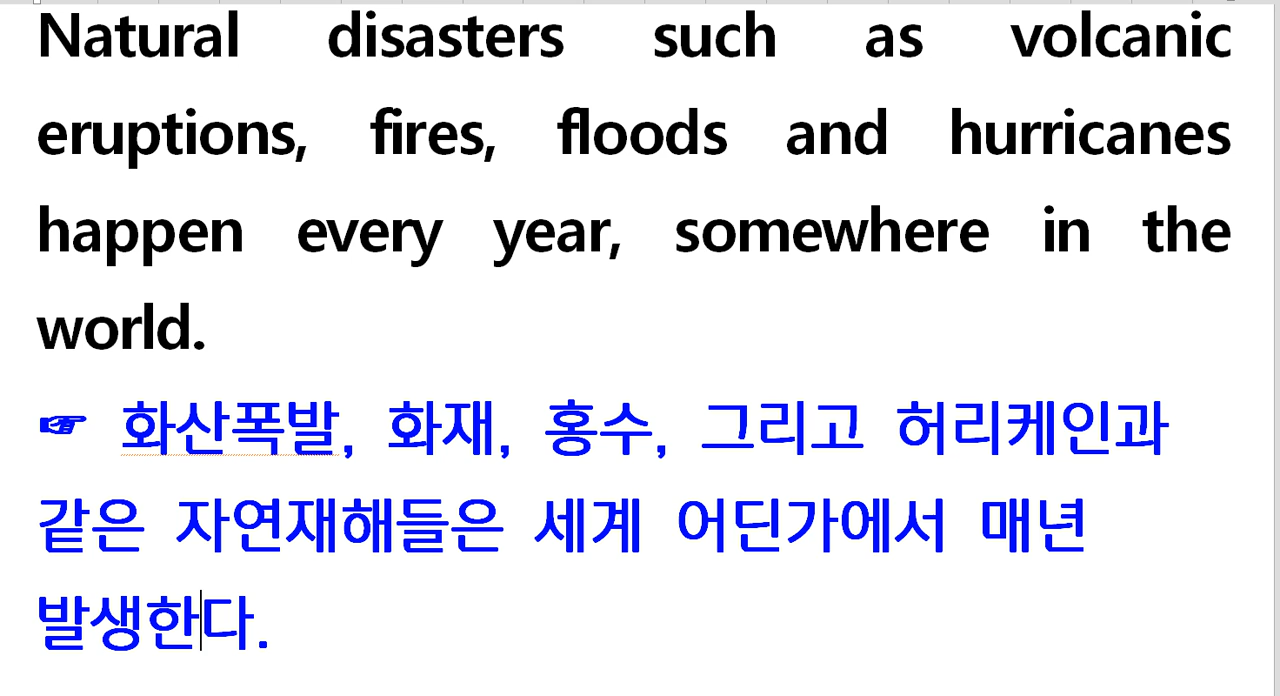 Natural disasters such as volcanic
eruptions, fires, floods and hurricanes
happen every year, somewhere in the
world.
☞ 화산폭발, 화재, 홍수, 그리고 허리케인과
같은 자연재해들은 세계 어딘가에서 매년
발생한다.